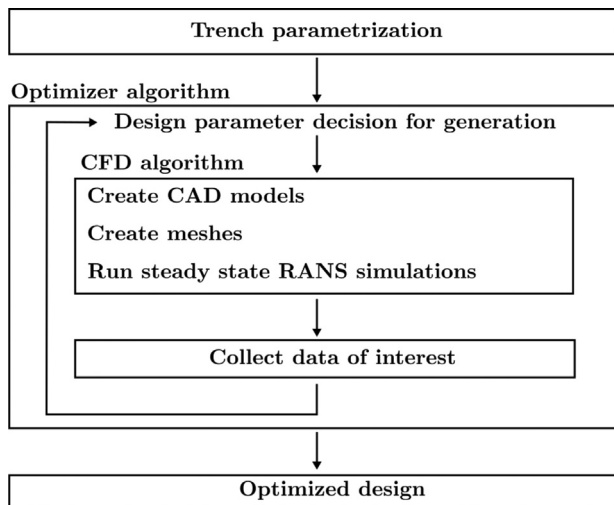 Trench parametrization
Optimizer algorithm
Design parameter decision for generation
CFD algorithm
Create CAD models
Create meshes
Run steady state RANS simulations
Collect data of interest
Optimized design